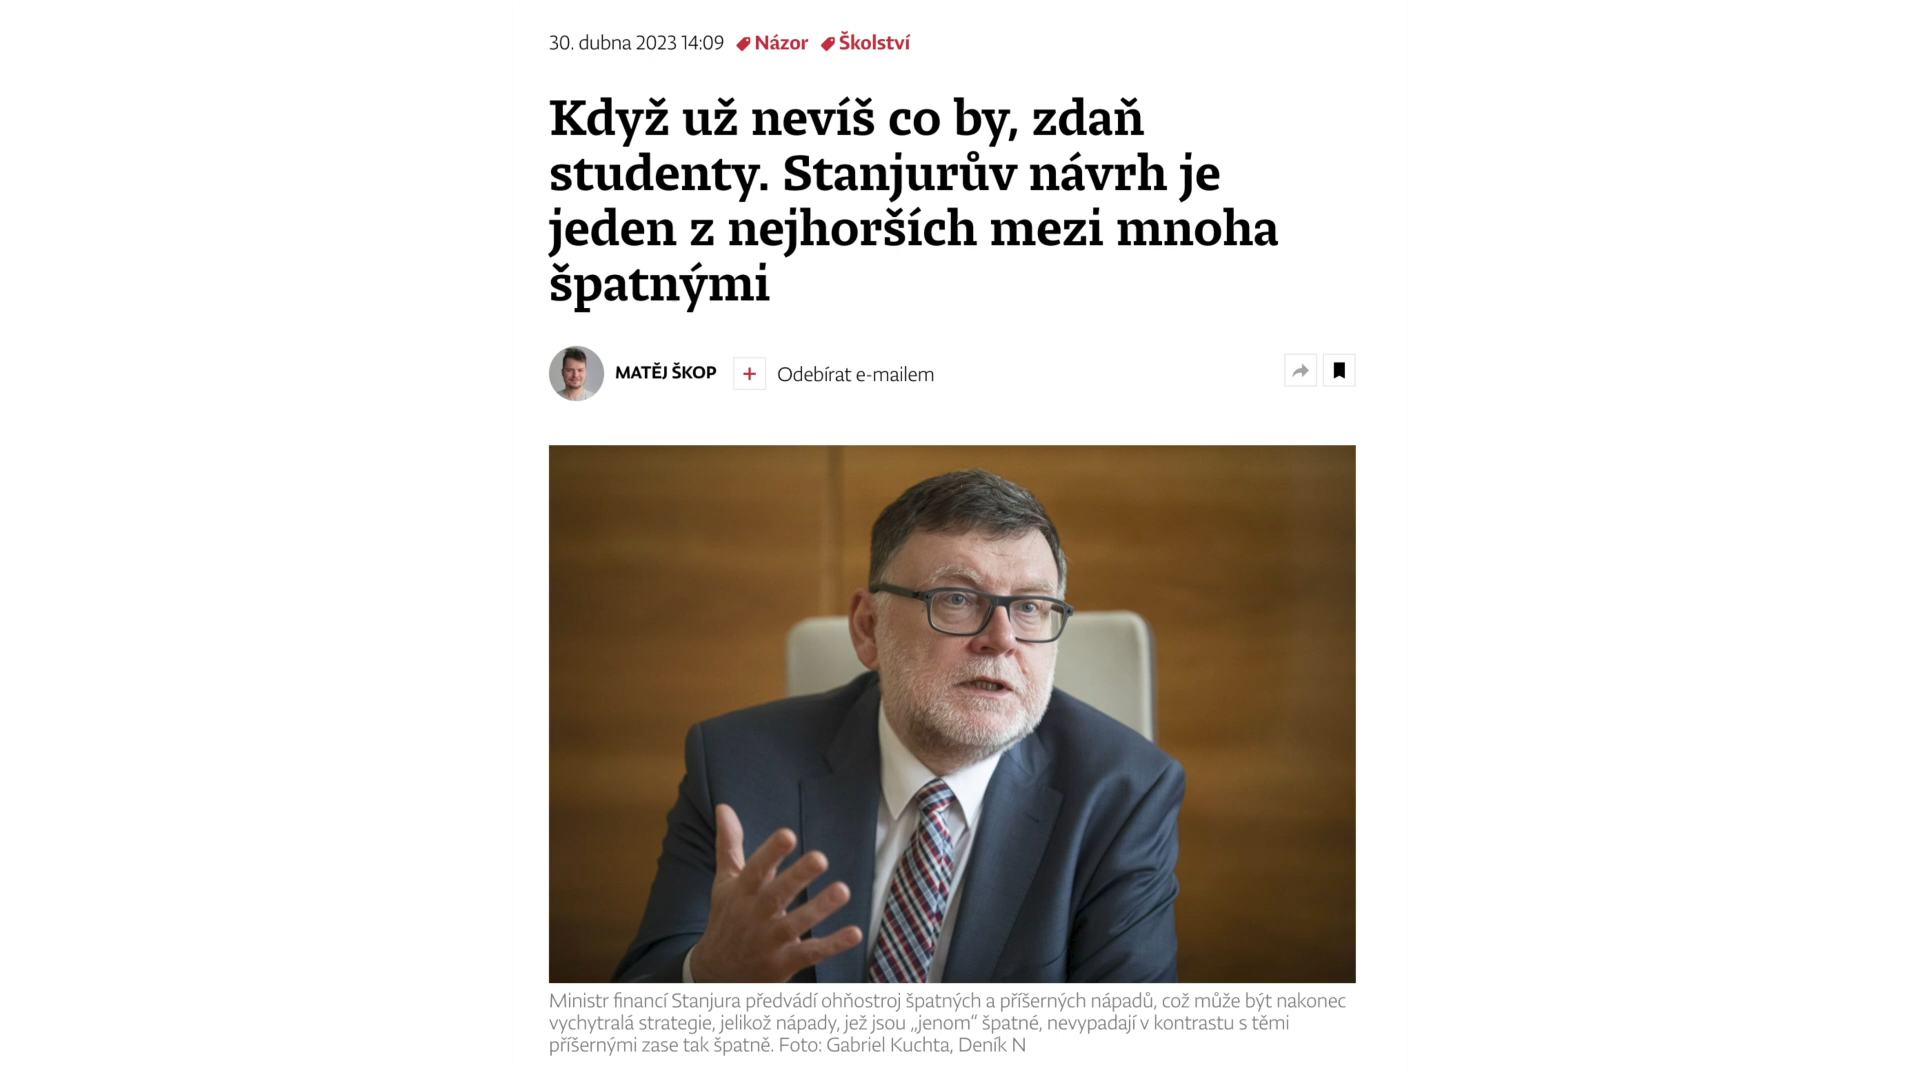 30. dubna 2023 14:09 Názor Školství
Když už nevíš co by, zdaň
studenty. Stanjurův návrh je
jeden z nejhorších mezi mnoha
špatnými
MATĚJ ŠKOP + Odebírat e-mailem
Ministr financí Stanjura předvádí ohňostroj špatných a příšerných nápadů, což může být nakonec
vychytralá strategie, jelikož nápady, jež jsou „jenom“ špatné, nevypadají v kontrastu s těmi
příšernými zase tak špatně. Foto: Gabriel Kuchta, Deník N